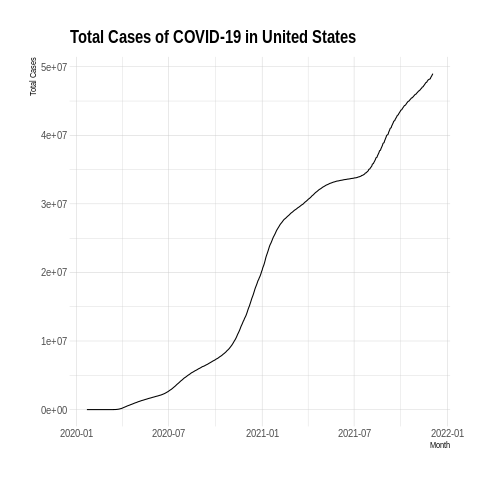 Total Cases of COVID-19 in United States
Total Cases
5e+07
4e+07
3e+07
2e+07
1e+07
0e+00
2020-01 2020-07 2021-01 2021-07 2022-01
Month